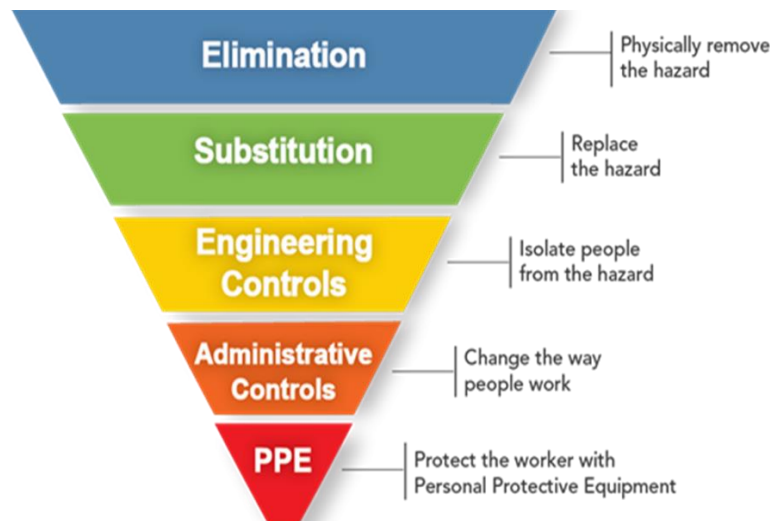 Elimination
Physically remove
the hazard
Substitution
Replace
the hazard
Engineering
Controls
Isolate people
from the hazard
Administrative
Controls
Change the way
people work
PPE
Protect the worker with
Personal Protective Equipment